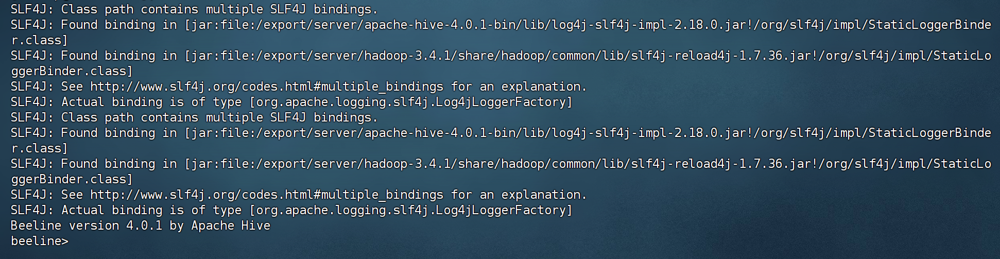 SLF4J: Class path contains multiple SLF4J bindings.
SLF4J: Found binding in [jar:file:/export/server/apache-hive-4.0.1-bin/lib/log4j-slf4j-impl-2.18.0.jar!/org/slf4j/impl/StaticLoggerBinde
r.class]
SLF4J: Found binding in [jar:file:/export/server/hadoop-3.4.1/share/hadoop/common/lib/slf4j-reload4j-1.7.36.jar!/org/slf4j/impl/StaticLo
ggerBinder.class]
SLF4J: See http://www.slf4j.org/codes.html#multiple_bindings for an explanation.
SLF4J: Actual binding is of type [org.apache.logging.slf4j.Log4jLoggerFactory]
SLF4J: Class path contains multiple SLF4J bindings.
SLF4J: Found binding in [jar:file:/export/server/apache-hive-4.0.1-bin/lib/log4j-slf4j-impl-2.18.0.jar!/org/slf4j/impl/StaticLoggerBinde
r.class]
SLF4J: Found binding in [jar:file:/export/server/hadoop-3.4.1/share/hadoop/common/lib/slf4j-reload4j-1.7.36.jar!/org/slf4j/impl/StaticLo
ggerBinder.class]
SLF4J: See http://www.slf4j.org/codes.html#multiple_bindings for an explanation.
SLF4J: Actual binding is of type [org.apache.logging.slf4j.Log4jLoggerFactory]
Beeline version 4.0.1 by Apache Hive
beeline>